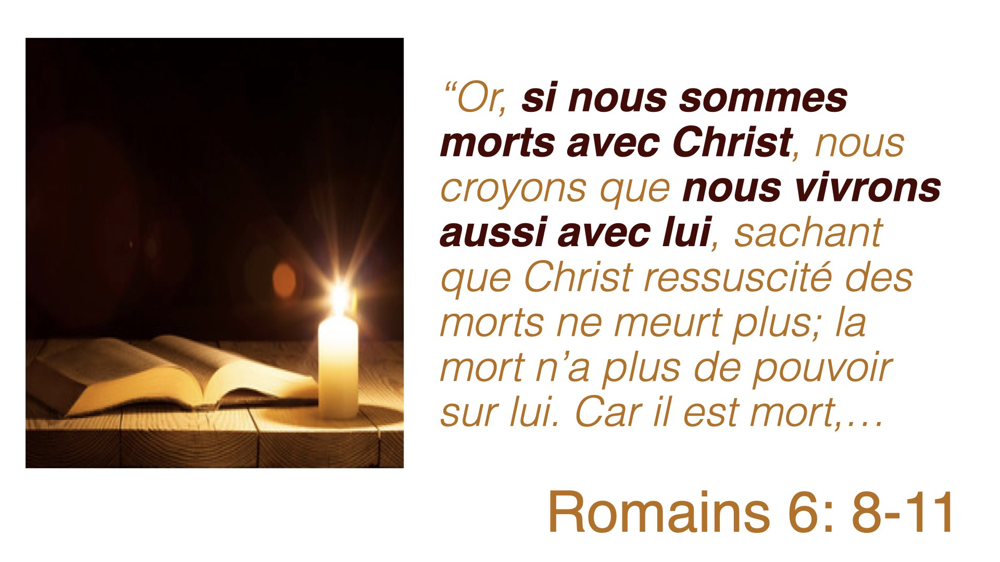 “Or, si nous sommes
morts avec Christ, nous
croyons que nous vivrons
aussi avec lui, sachant
que Christ ressuscité des
morts ne meurt plus; la
mort n’a plus de pouvoir
sur lui. Car il est mort,…
Romains 6: 8-11